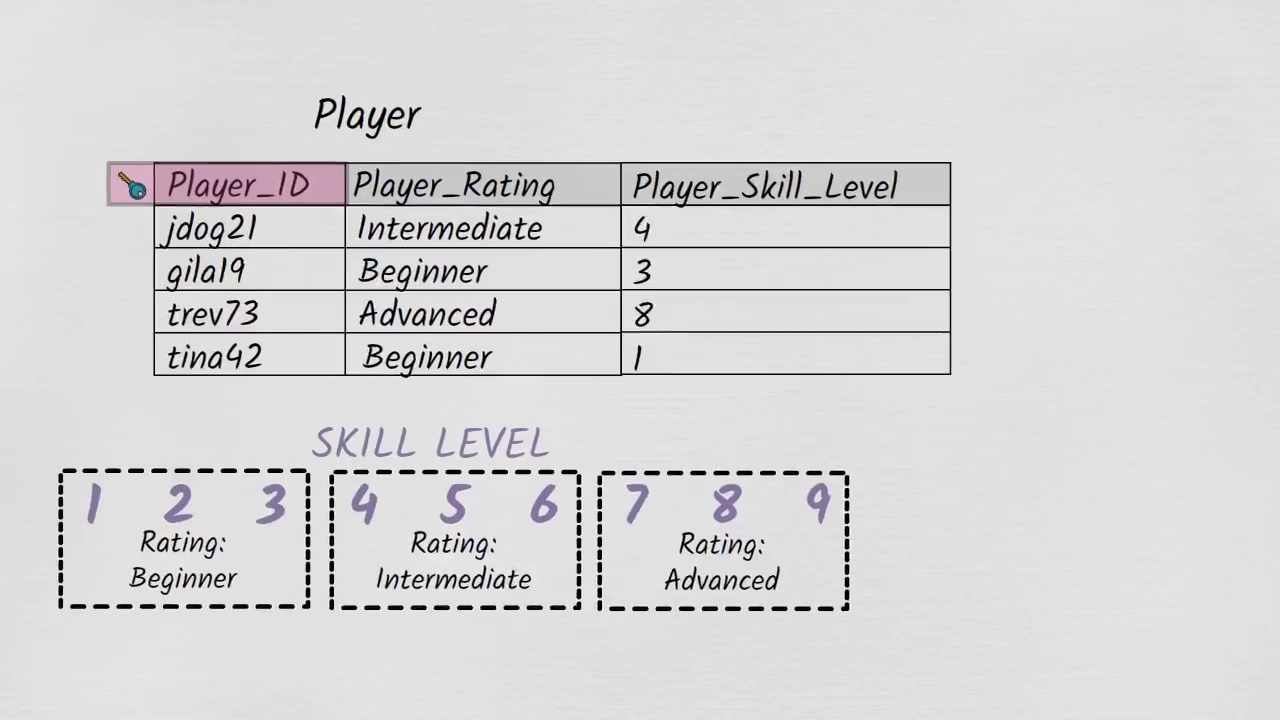 Player
Player_ID Player_Rating Player_Skill_Level
jdog21 Intermediate 4
gila19 Beginner 3
trev73 Advanced 8
tina42 Beginner 1
SKILL LEVEL
1 2 3 4 5 6 7 8 9
Rating: Rating: Rating:
Beginner Intermediate Advanced